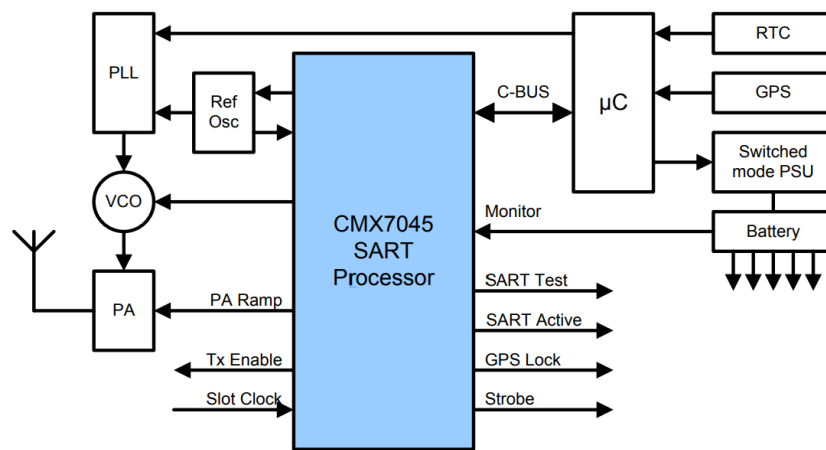 RTC
PLL
Ref
Osc
C-BUS
µC
GPS
Switched
mode PSU
VCO
Monitor
Battery
CMX7045
SART
Processor
SART Test
PA
PA Ramp
SART Active
Tx Enable
GPS Lock
Slot Clock
Strobe